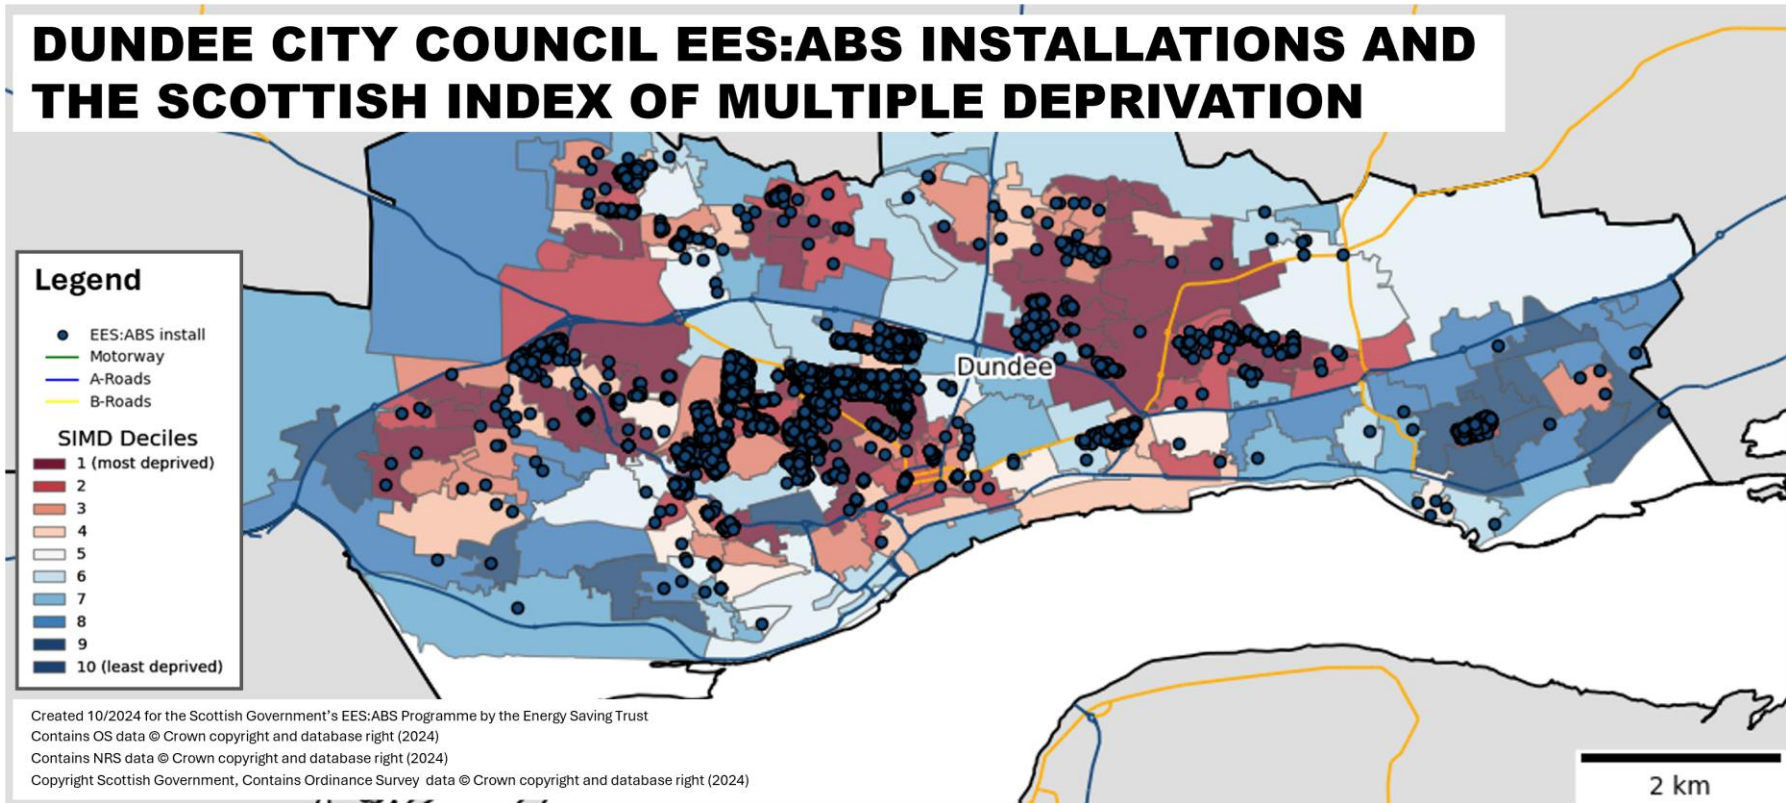 DUNDEE CITY COUNCIL EES:ABS INSTALLATIONS AND
THE SCOTTISH INDEX OF MULTIPLE DEPRIVATION
Legend
EES:ABS install
Motorway
A-Roads
B-Roads
SIMD Deciles
1 (most deprived)
2
3
4
5
6
7
8
9
10 (least deprived)
Dundee
Created 10/2024 for the Scottish Government's EES:ABS Programme by the Energy Saving Trust
Contains OS data © Crown copyright and database right (2024)
Contains NRS data © Crown copyright and database right (2024)
Copyright Scottish Government, Contains Ordinance Survey  data © Crown copyright and database right (2024)
2 km